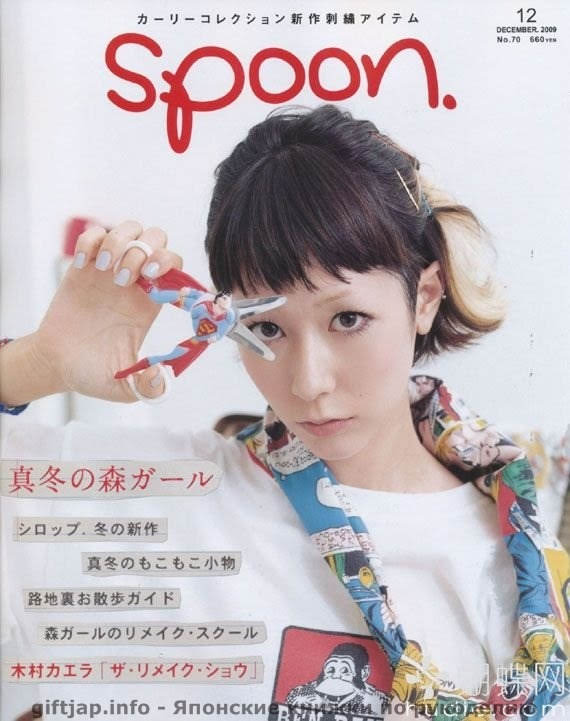 カーリーコレクション新作刺繍アイテム
12
DECEMBER. 2009
No.70 660YEN
spoon.
真冬の森ガール
シロップ. 冬の新作
真冬のもこもこ小物
路地裏お散歩ガイド
森ガールのリメイク・スクール
木村カエラ「ザ・リメイク・ショウ」
蝴蝶网
giftjap.info - Японские книжки по рукоделию